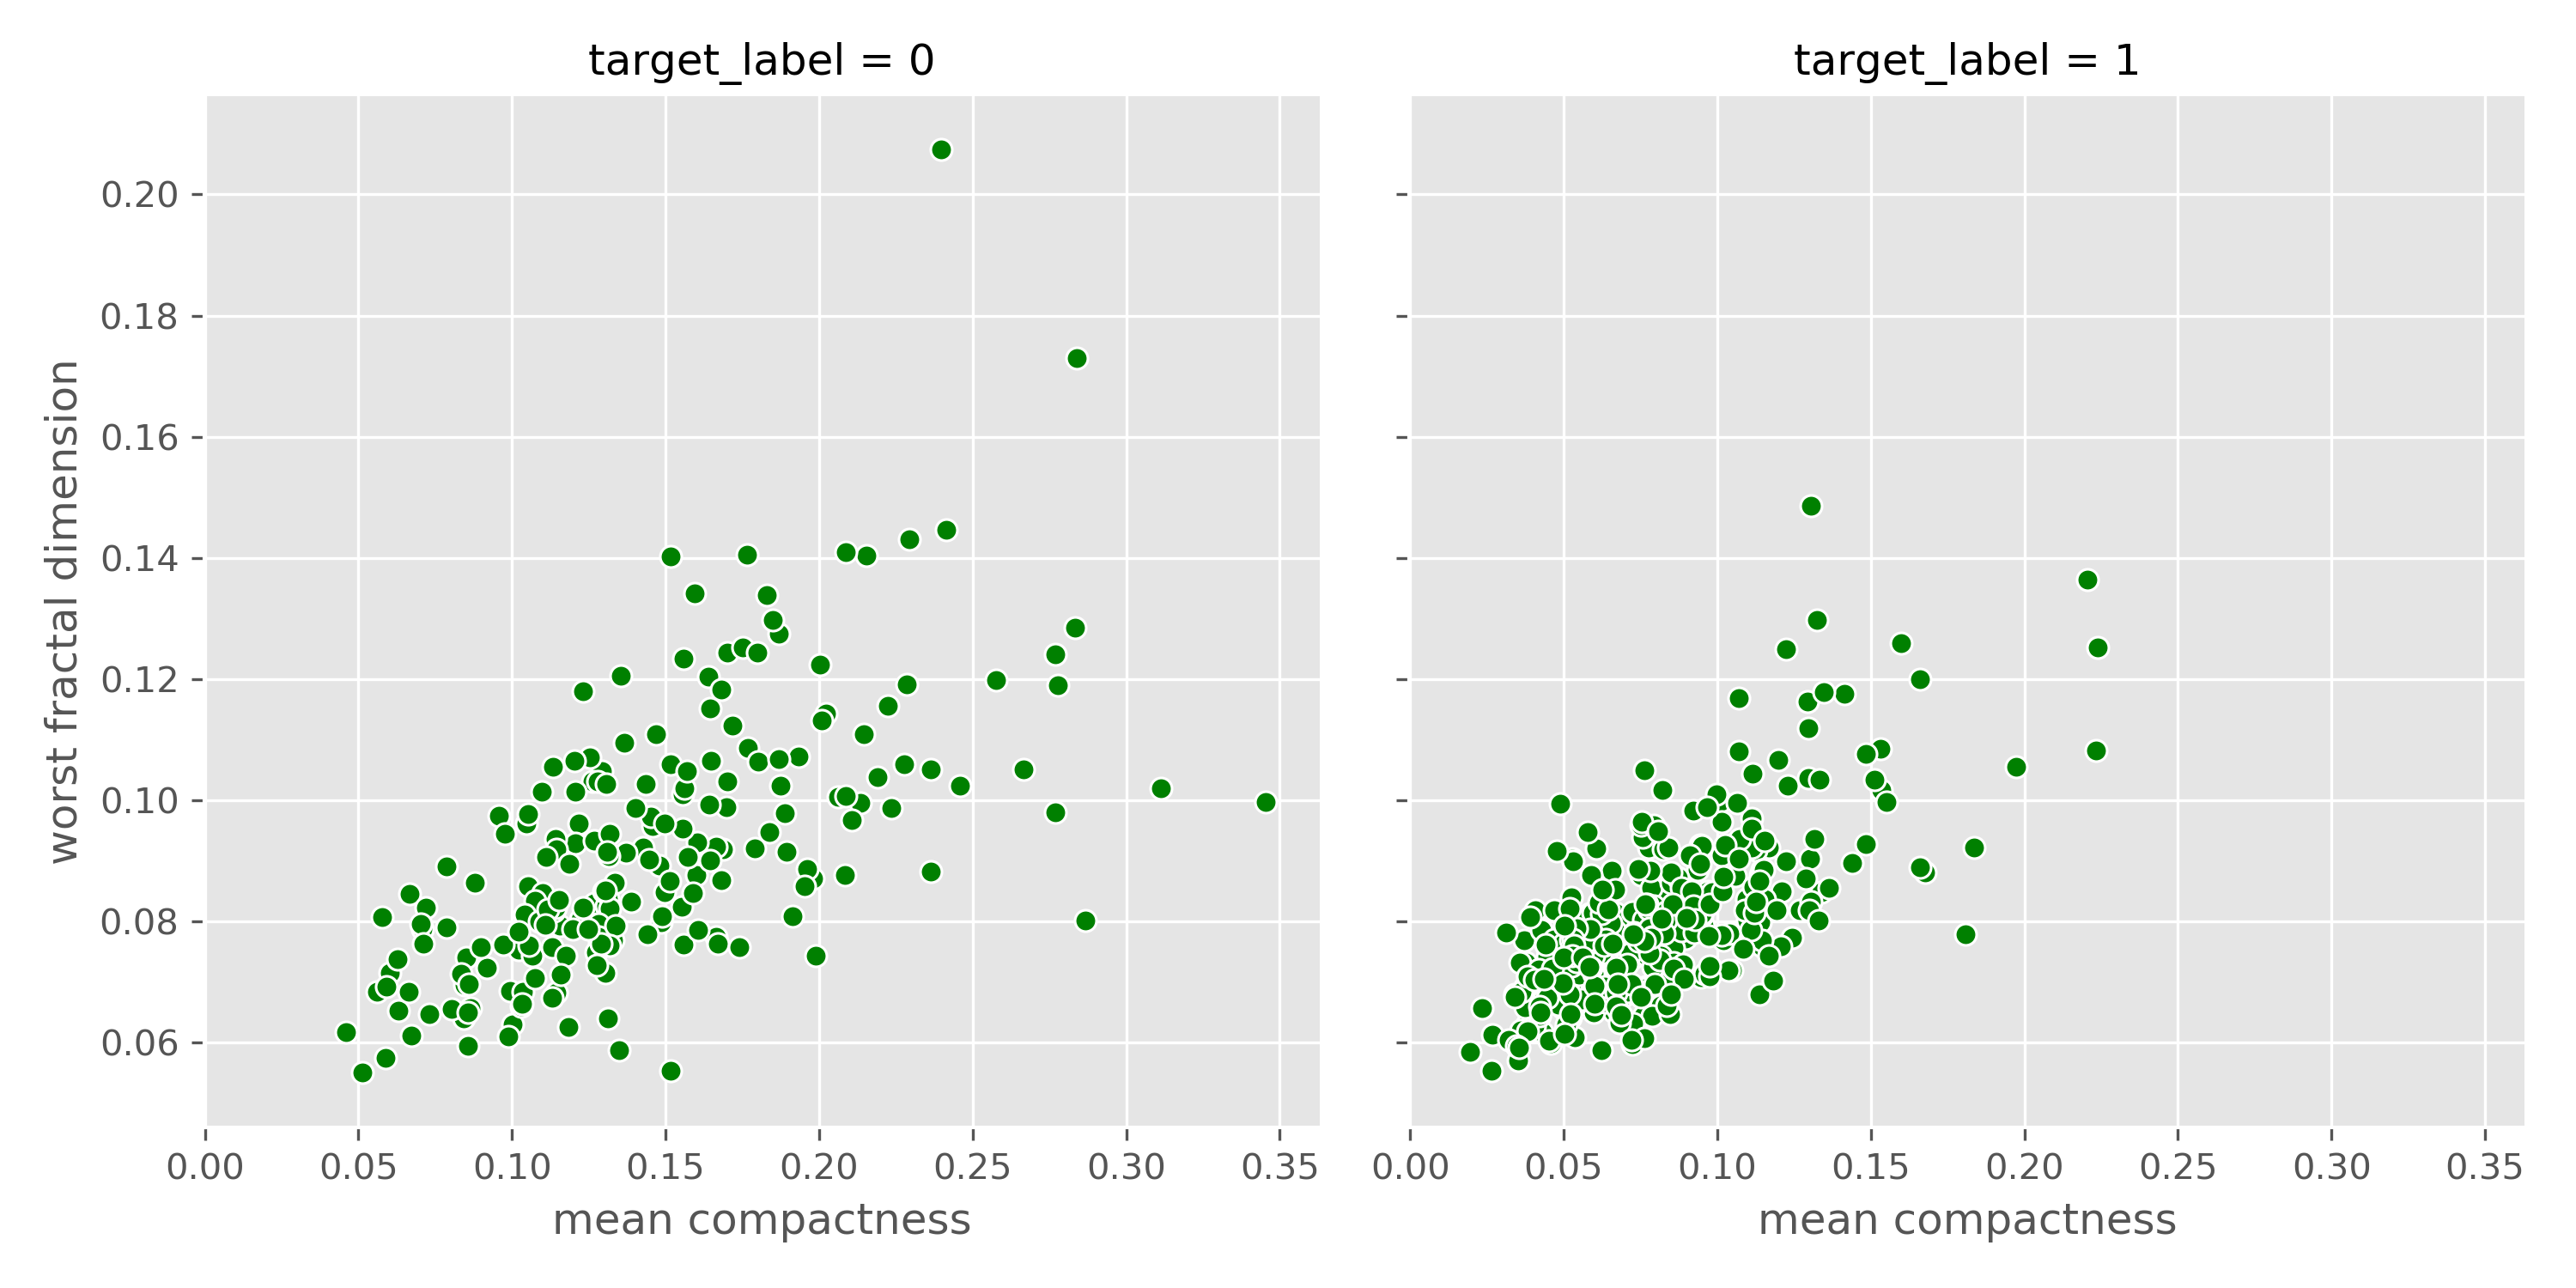 target_label = 0
target_label = 1
worst fractal dimension
0.20
0.18
0.16
0.14
0.12
0.10
0.08
0.06
0.00 0.05 0.10 0.15 0.20 0.25 0.30 0.35
0.00 0.05 0.10 0.15 0.20 0.25 0.30 0.35
mean compactness
mean compactness